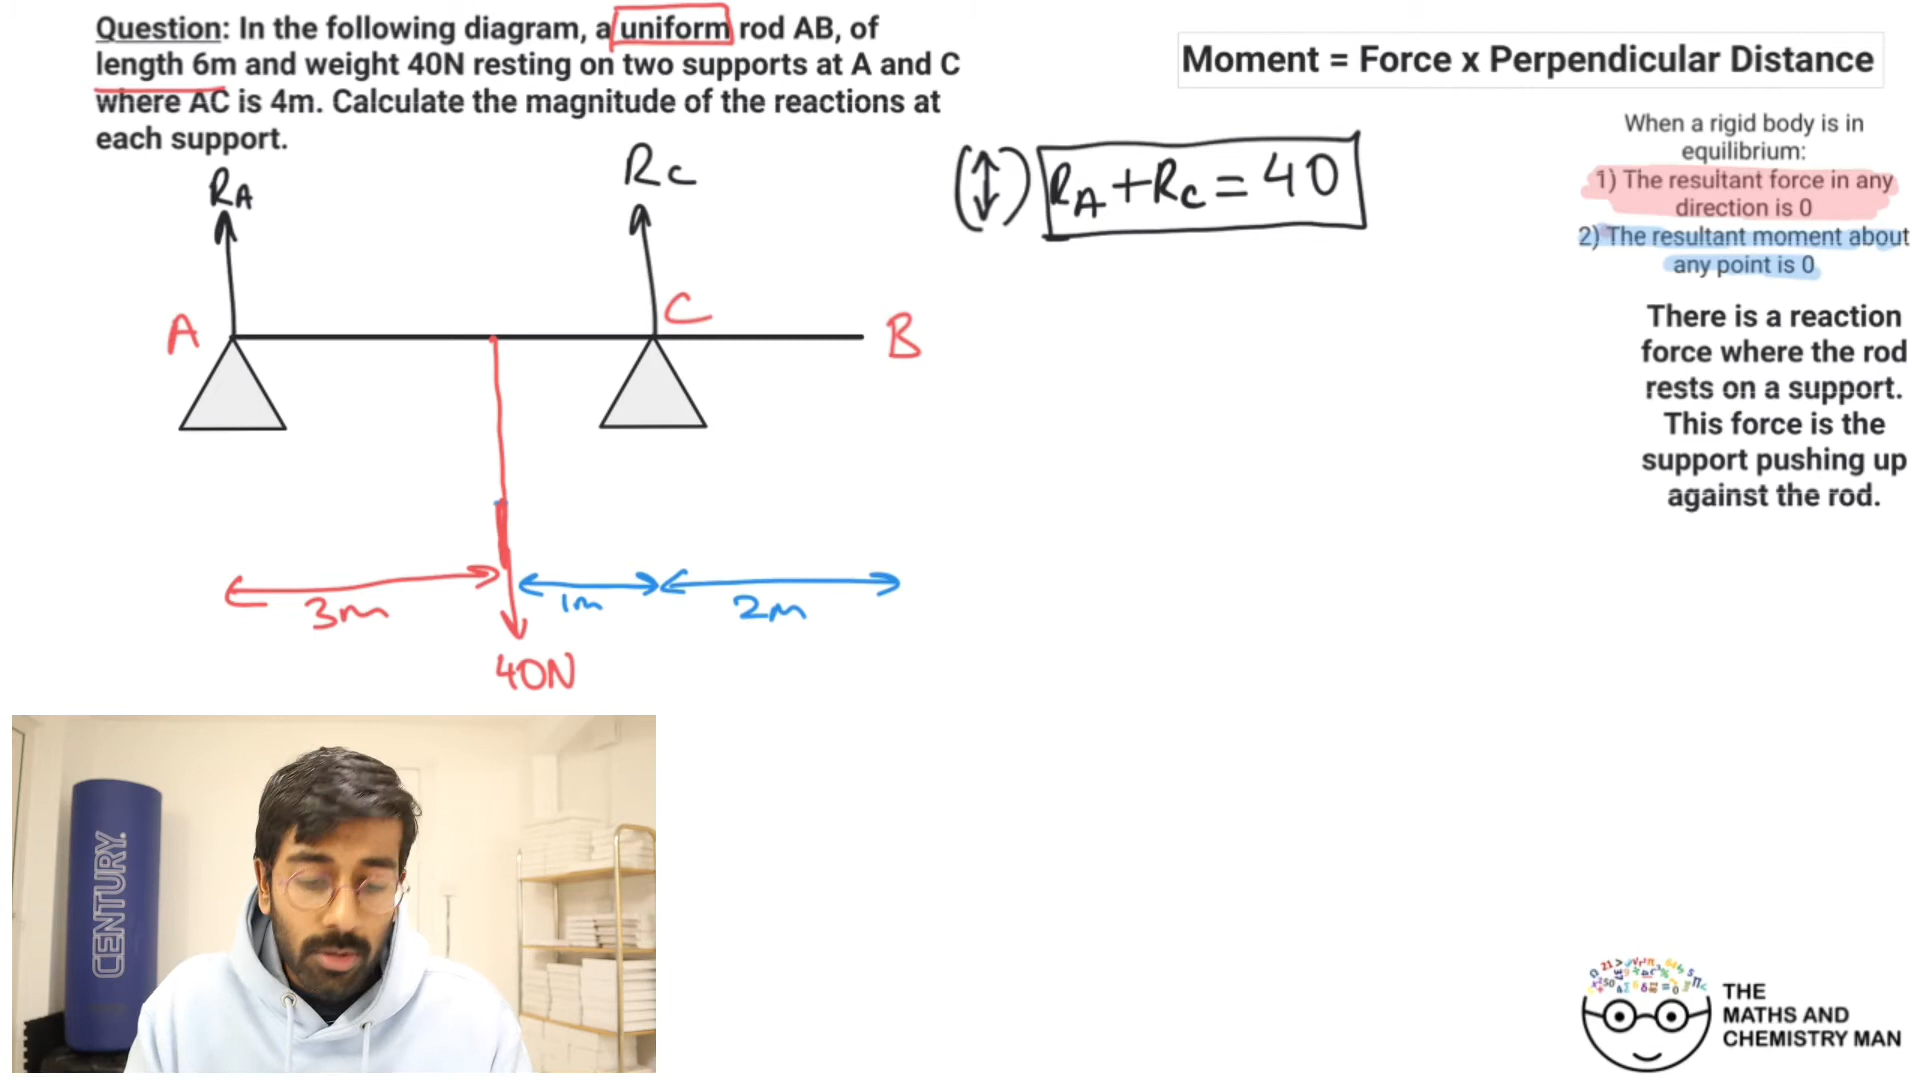 Question: In the following diagram, a uniform rod AB, of
length 6m and weight 40N resting on two supports at A and C
where AC is 4m. Calculate the magnitude of the reactions at
each support.
Moment = Force x Perpendicular Distance
When a rigid body is in
equilibrium:
1) The resultant force in any
direction is 0
2) The resultant moment about
any point is 0
There is a reaction
force where the rod
rests on a support.
This force is the
support pushing up
against the rod.
(↕) RA + RC = 40
RA
RC
A
C
B
3m
1m
2m
40N
CENTURY.
THE
MATHS AND
CHEMISTRY MAN